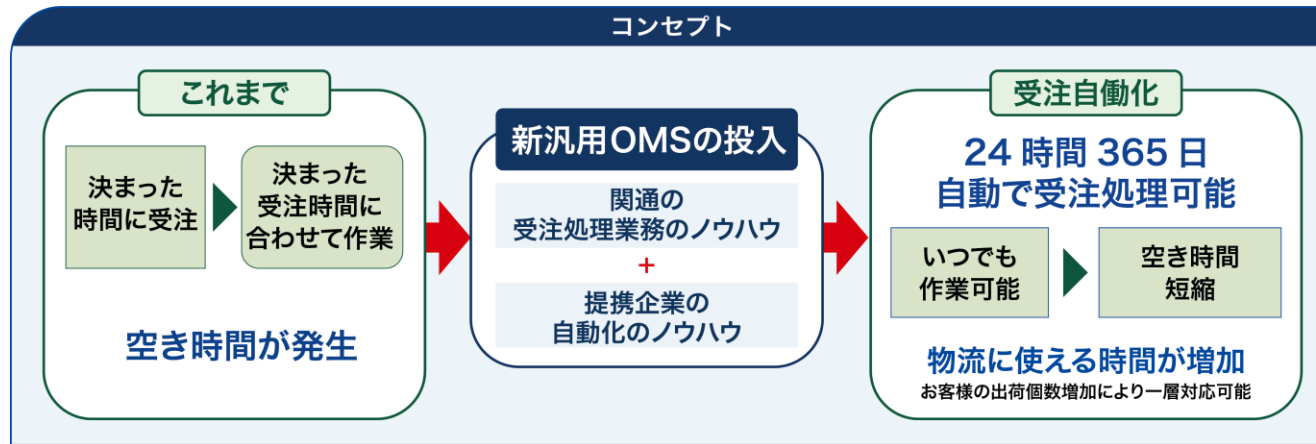 コンセプト
これまで
決まった
時間に受注
決まった
受注時間に
合わせて作業
空き時間が発生
新汎用OMSの投入
関通の
受注処理業務のノウハウ
+
提携企業の
自動化のノウハウ
受注自働化
24時間365日
自動で受注処理可能
いつでも
作業可能
空き時間
短縮
物流に使える時間が増加
お客様の出荷個数増加により一層対応可能